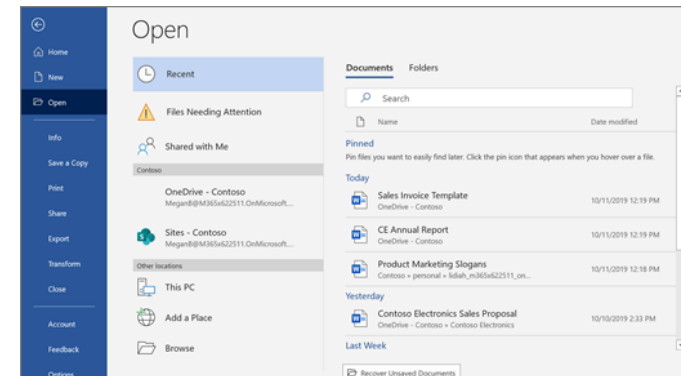 Open
Home
New
Open
Info
Save a Copy
Print
Share
Export
Transform
Close
Account
Feedback
Options
Recent
Files Needing Attention
Shared with Me
Contoso
OneDrive - Contoso
MeganB@M365x622511.OnMicrosoft...
Sites - Contoso
MeganB@M365x622511.OnMicrosoft...
Other locations
This PC
Add a Place
Browse
Documents Folders
Search
Name Date modified
Pinned
Pin files you want to easily find later. Click the pin icon that appears when you hover over a file.
Today
Sales Invoice Template
OneDrive - Contoso
10/11/2019 12:19 PM
CE Annual Report
OneDrive - Contoso
10/11/2019 12:19 PM
Product Marketing Slogans
Contoso » personal » lidiah_m365x622511_on...
10/11/2019 12:18 PM
Yesterday
Contoso Electronics Sales Proposal
OneDrive - Contoso » Contoso Electronics
10/10/2019 2:33 PM
Last Week
Recover Unsaved Documents